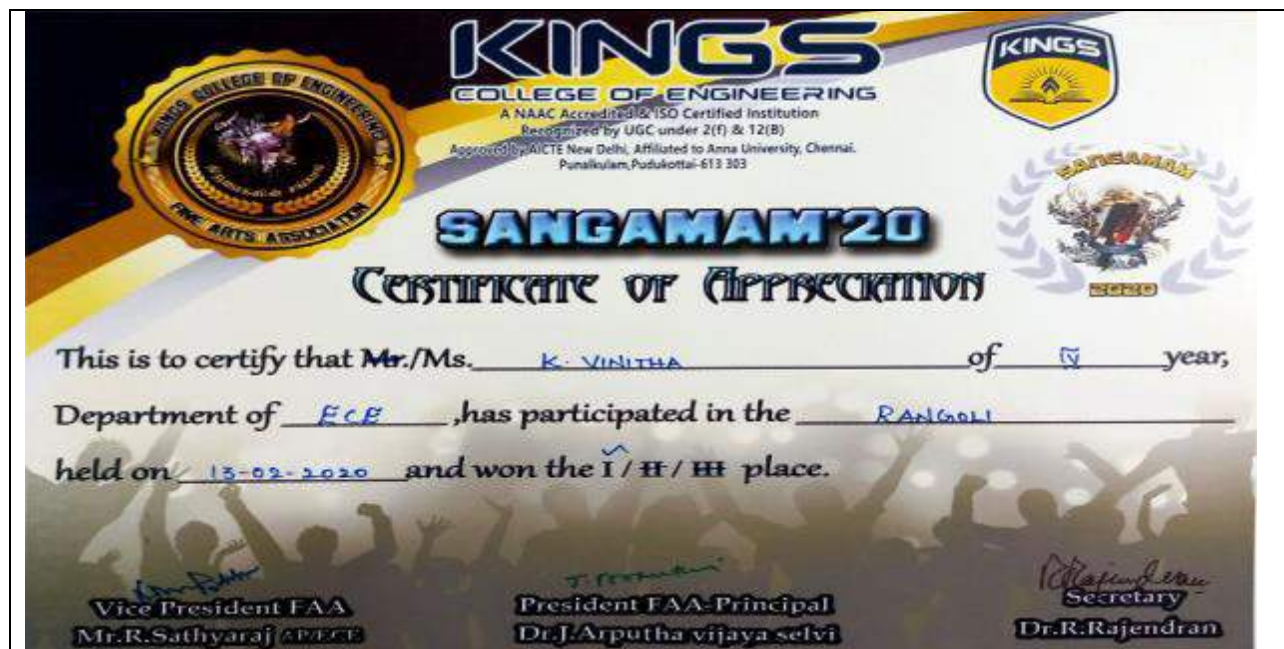 KINGS
COLLEGE OF ENGINEERING
A NAAC Accredited & ISO Certified Institution
Recognized by UGC under 2(f) & 12(B)
Approved by AICTE New Delhi, Affiliated to Anna University, Chennai.
Punalkulam, Pudukottai-613 303
KINGS
KINGS COLLEGE OF ENGINEERING
FINE ARTS ASSOCIATION
SANGAMAM
2020
SANGAMAM'20
CERTIFICATE OF APPRECIATION
This is to certify that Mr./Ms. K. VINITHA of IV year,
Department of ECE ,has participated in the RANGOLI
held on 13-02-2020 and won the I / II / III place.
Vice President FAA President FAA-Principal Secretary
Mr.R.Sathyaraj AP/ECE Dr.J.Arputha vijaya selvi Dr.R.Rajendran